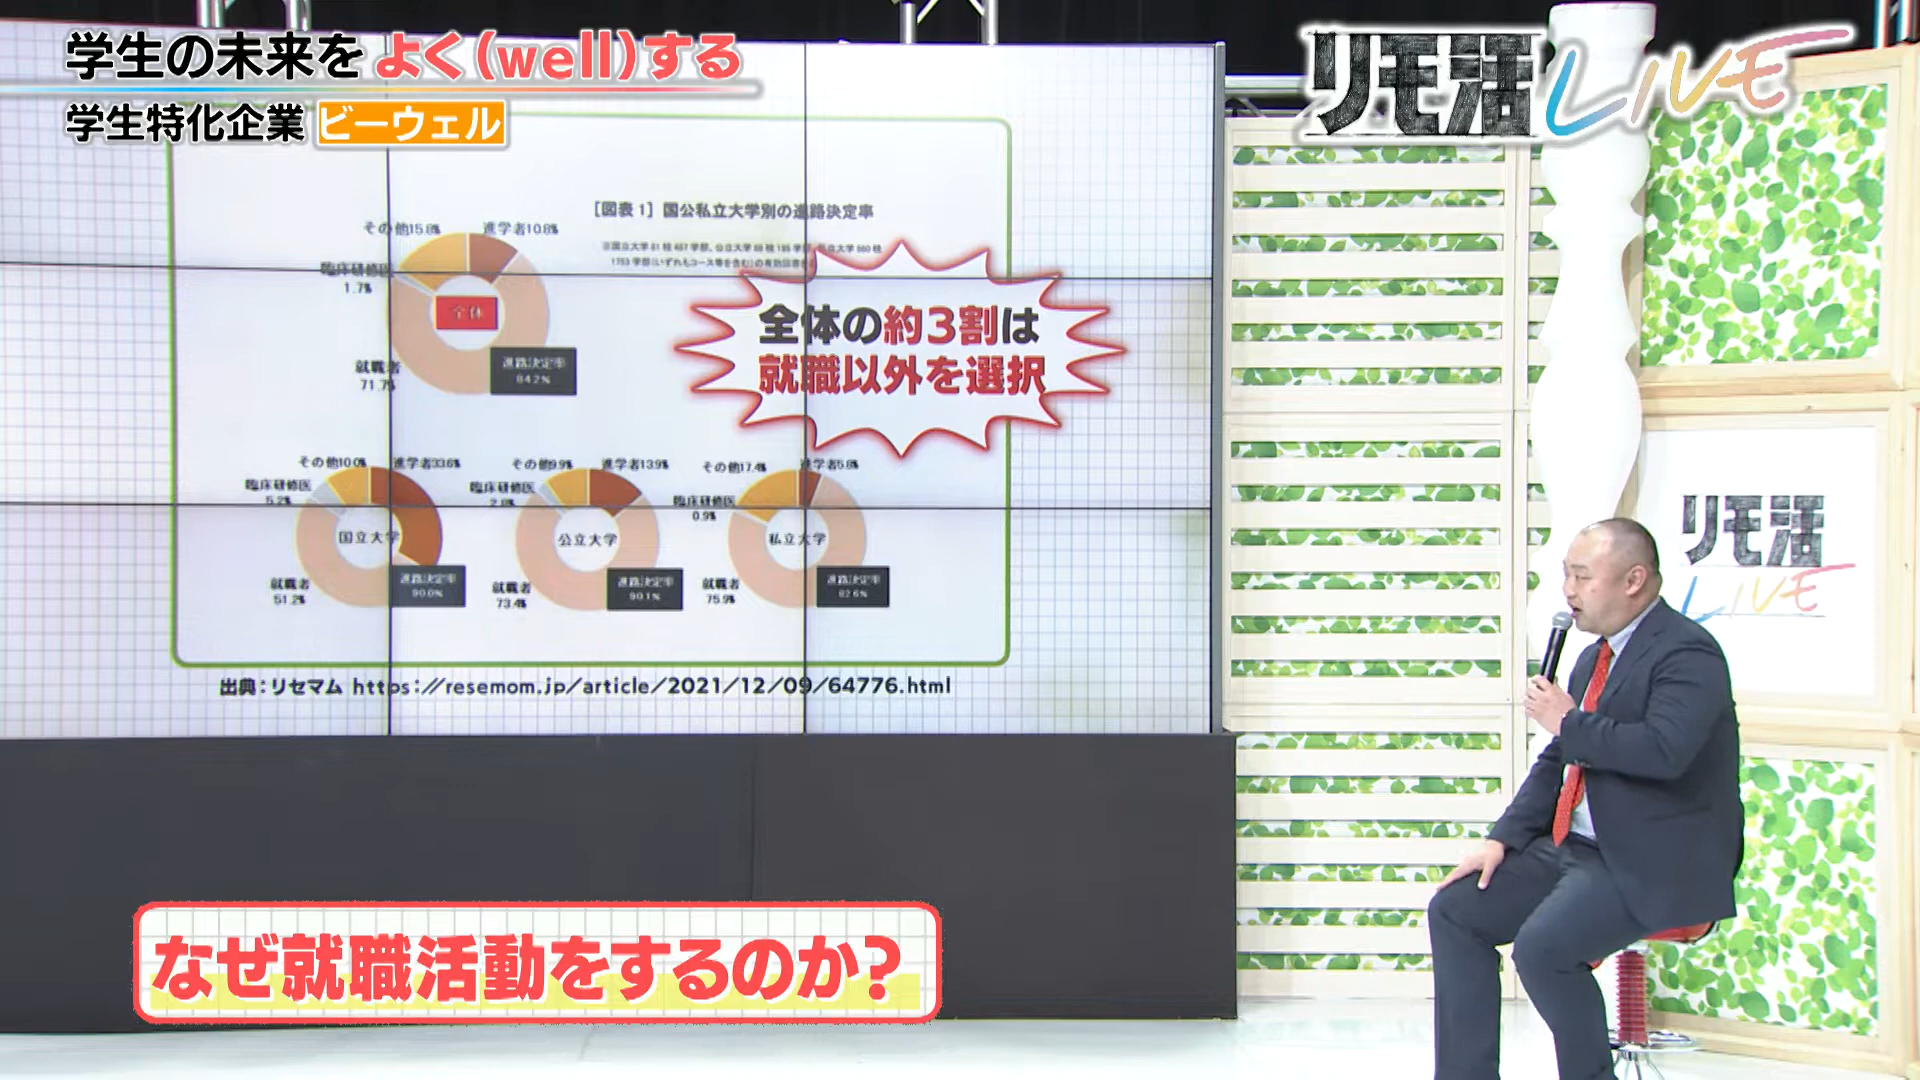 学生の未来を よく(well)する
学生特化企業 ビーウェル
リモ活 LIVE
[図表1] 国公私立大学別の進路決定率
その他15.8%
進学者10.8%
臨床研修医
1.7%
全体
就職者
71.7%
進路決定率
84.2%
全体の約3割は
就職以外を選択
その他10.0%
進学者33.6%
臨床研修医
5.2%
国立大学
就職者
51.2%
進路決定率
90.0%
その他9.9%
進学者13.9%
臨床研修医
公立大学
就職者
73.4%
進路決定率
90.1%
その他17.4%
進学者5.8%
臨床研修医
0.9%
私立大学
就職者
75.9%
進路決定率
82.6%
出典:リセマム https://resemom.jp/article/2021/12/09/64776.html
リモ活
LIVE
なぜ就職活動をするのか?